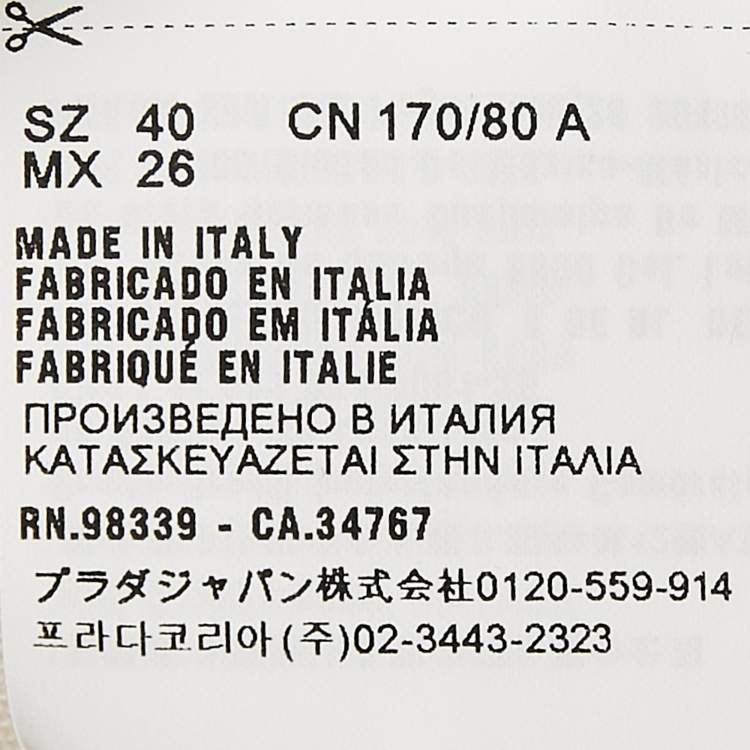 SZ 40 CN 170/80 A
MX 26
MADE IN ITALY
FABRICADO EN ITALIA
FABRICADO EM ITÁLIA
FABRIQUÉ EN ITALIE
ПРОИЗВЕДЕНО В ИТАЛИЯ
ΚΑΤΑΣΚΕΥΑΖΕΤΑΙ ΣΤΗΝ ΙΤΑΛΙΑ
RN.98339 - CA.34767
プラダジャパン株式会社0120-559-914
프라다코리아(주)02-3443-2323